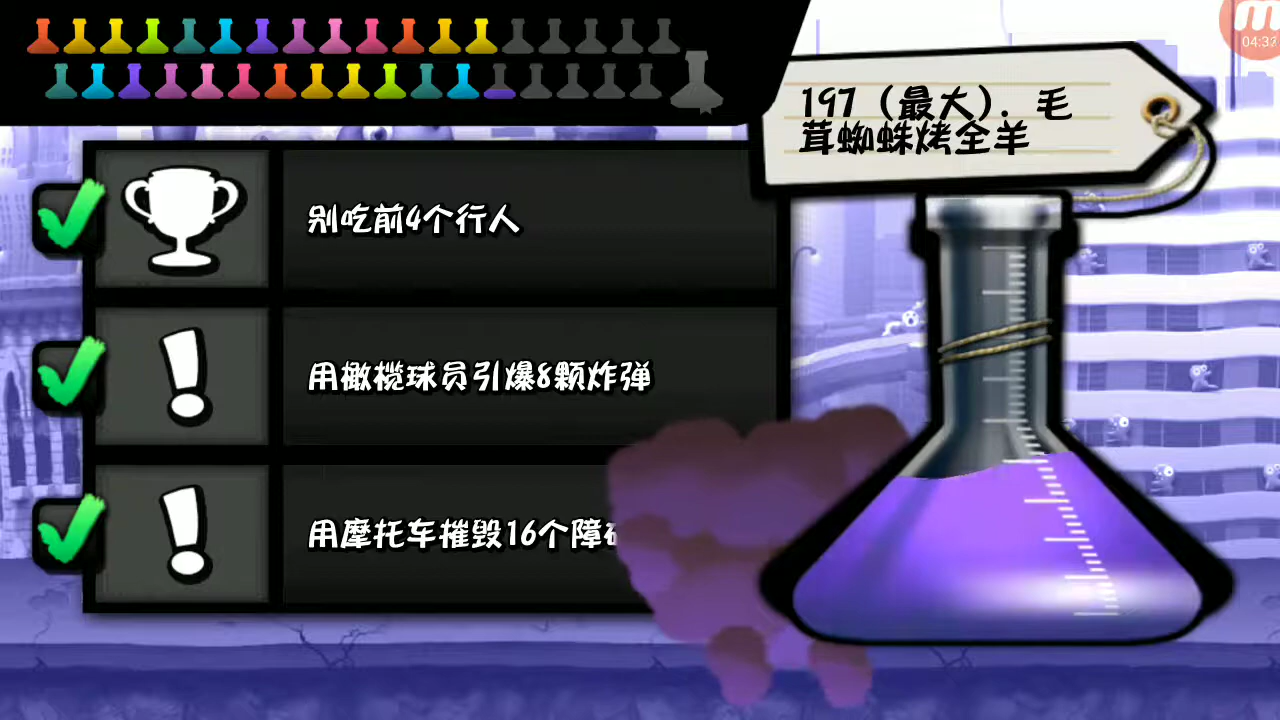 04:37
197（最大）. 毛
茸蜘蛛烤全羊
别吃前4个行人
用橄榄球员引爆8颗炸弹
用摩托车摧毁16个障